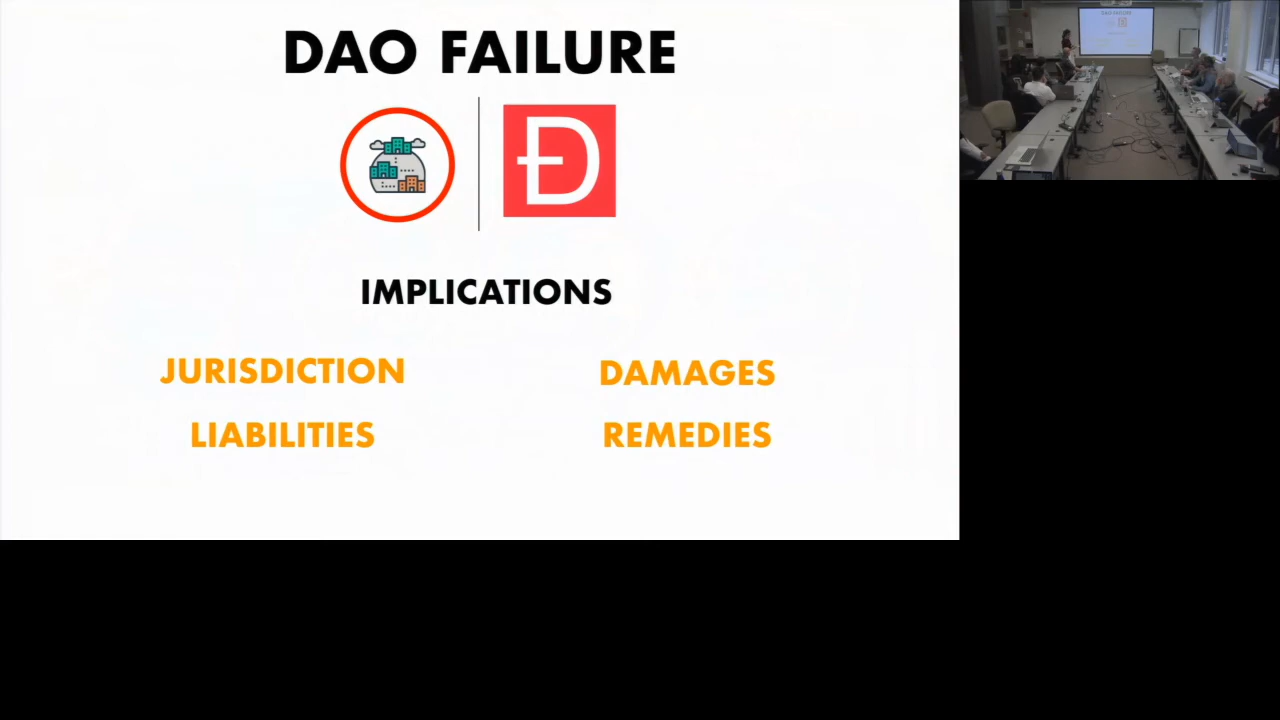 DAO FAILURE
Đ
IMPLICATIONS
JURISDICTION
DAMAGES
LIABILITIES
REMEDIES